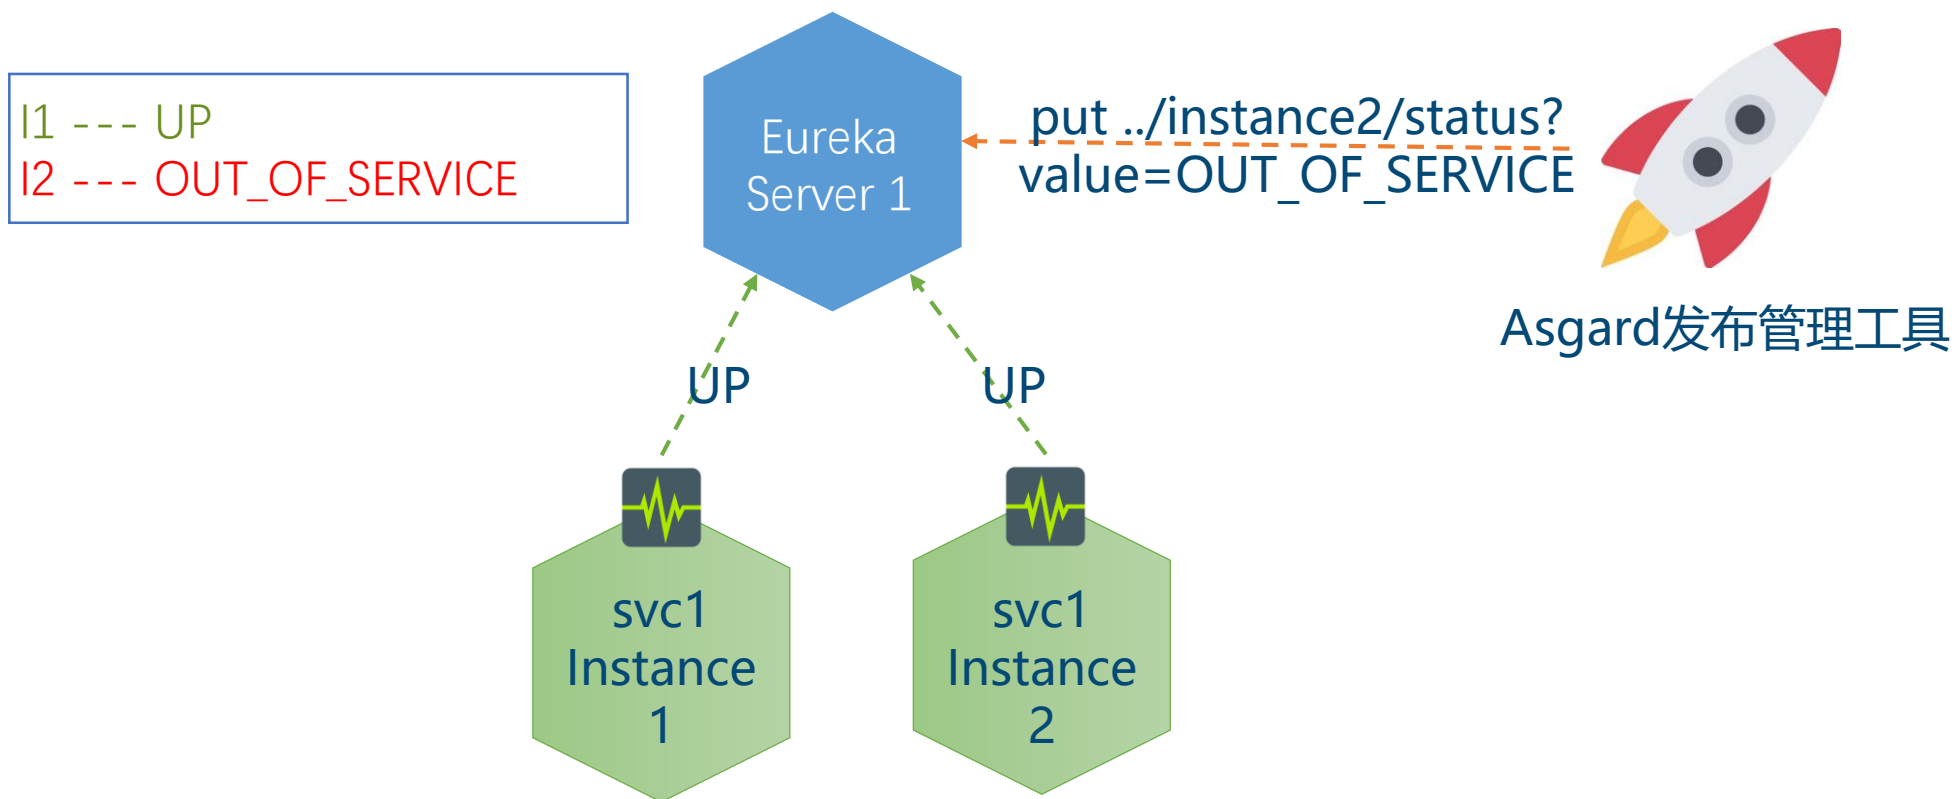 I1 --- UP
I2 --- OUT_OF_SERVICE
Eureka
Server 1
put ../instance2/status?
value=OUT_OF_SERVICE
Asgard发布管理工具
UP
UP
svc1
Instance
1
svc1
Instance
2